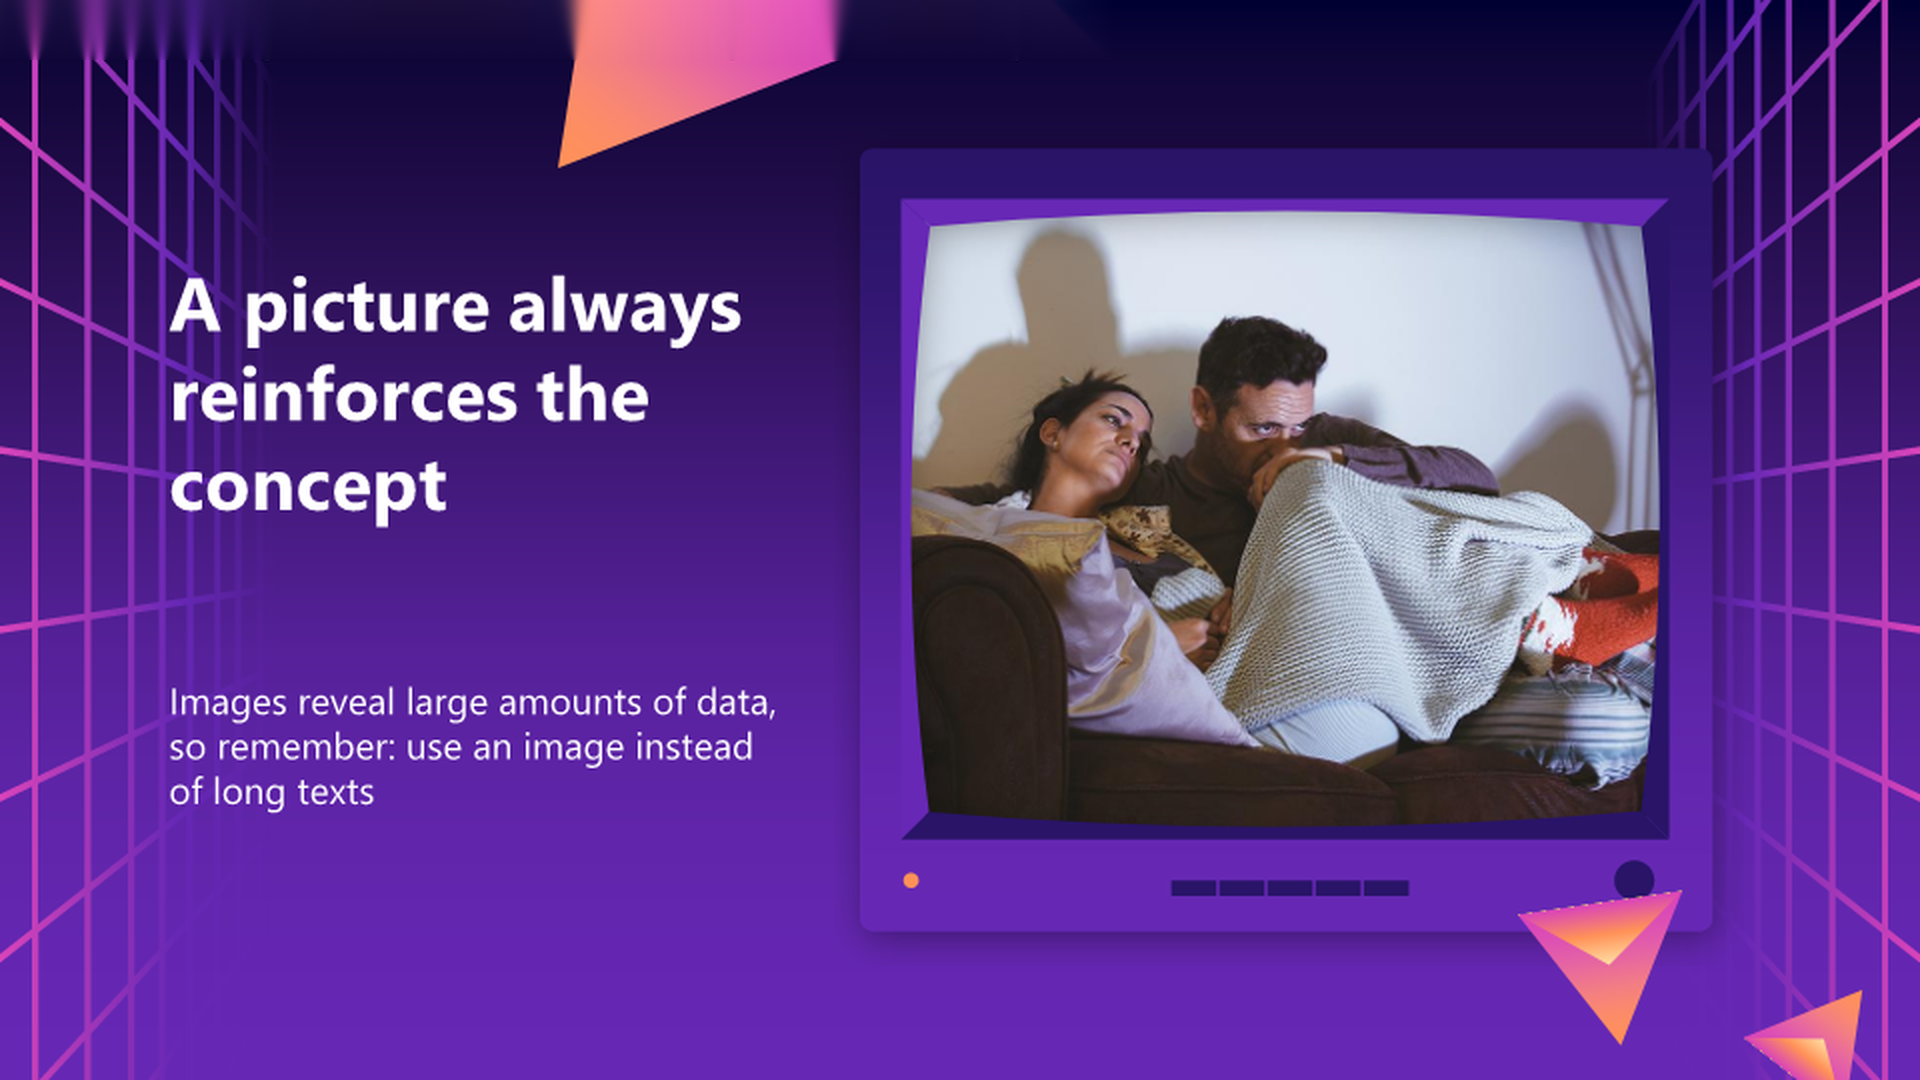 A picture always
reinforces the
concept
Images reveal large amounts of data,
so remember: use an image instead
of long texts